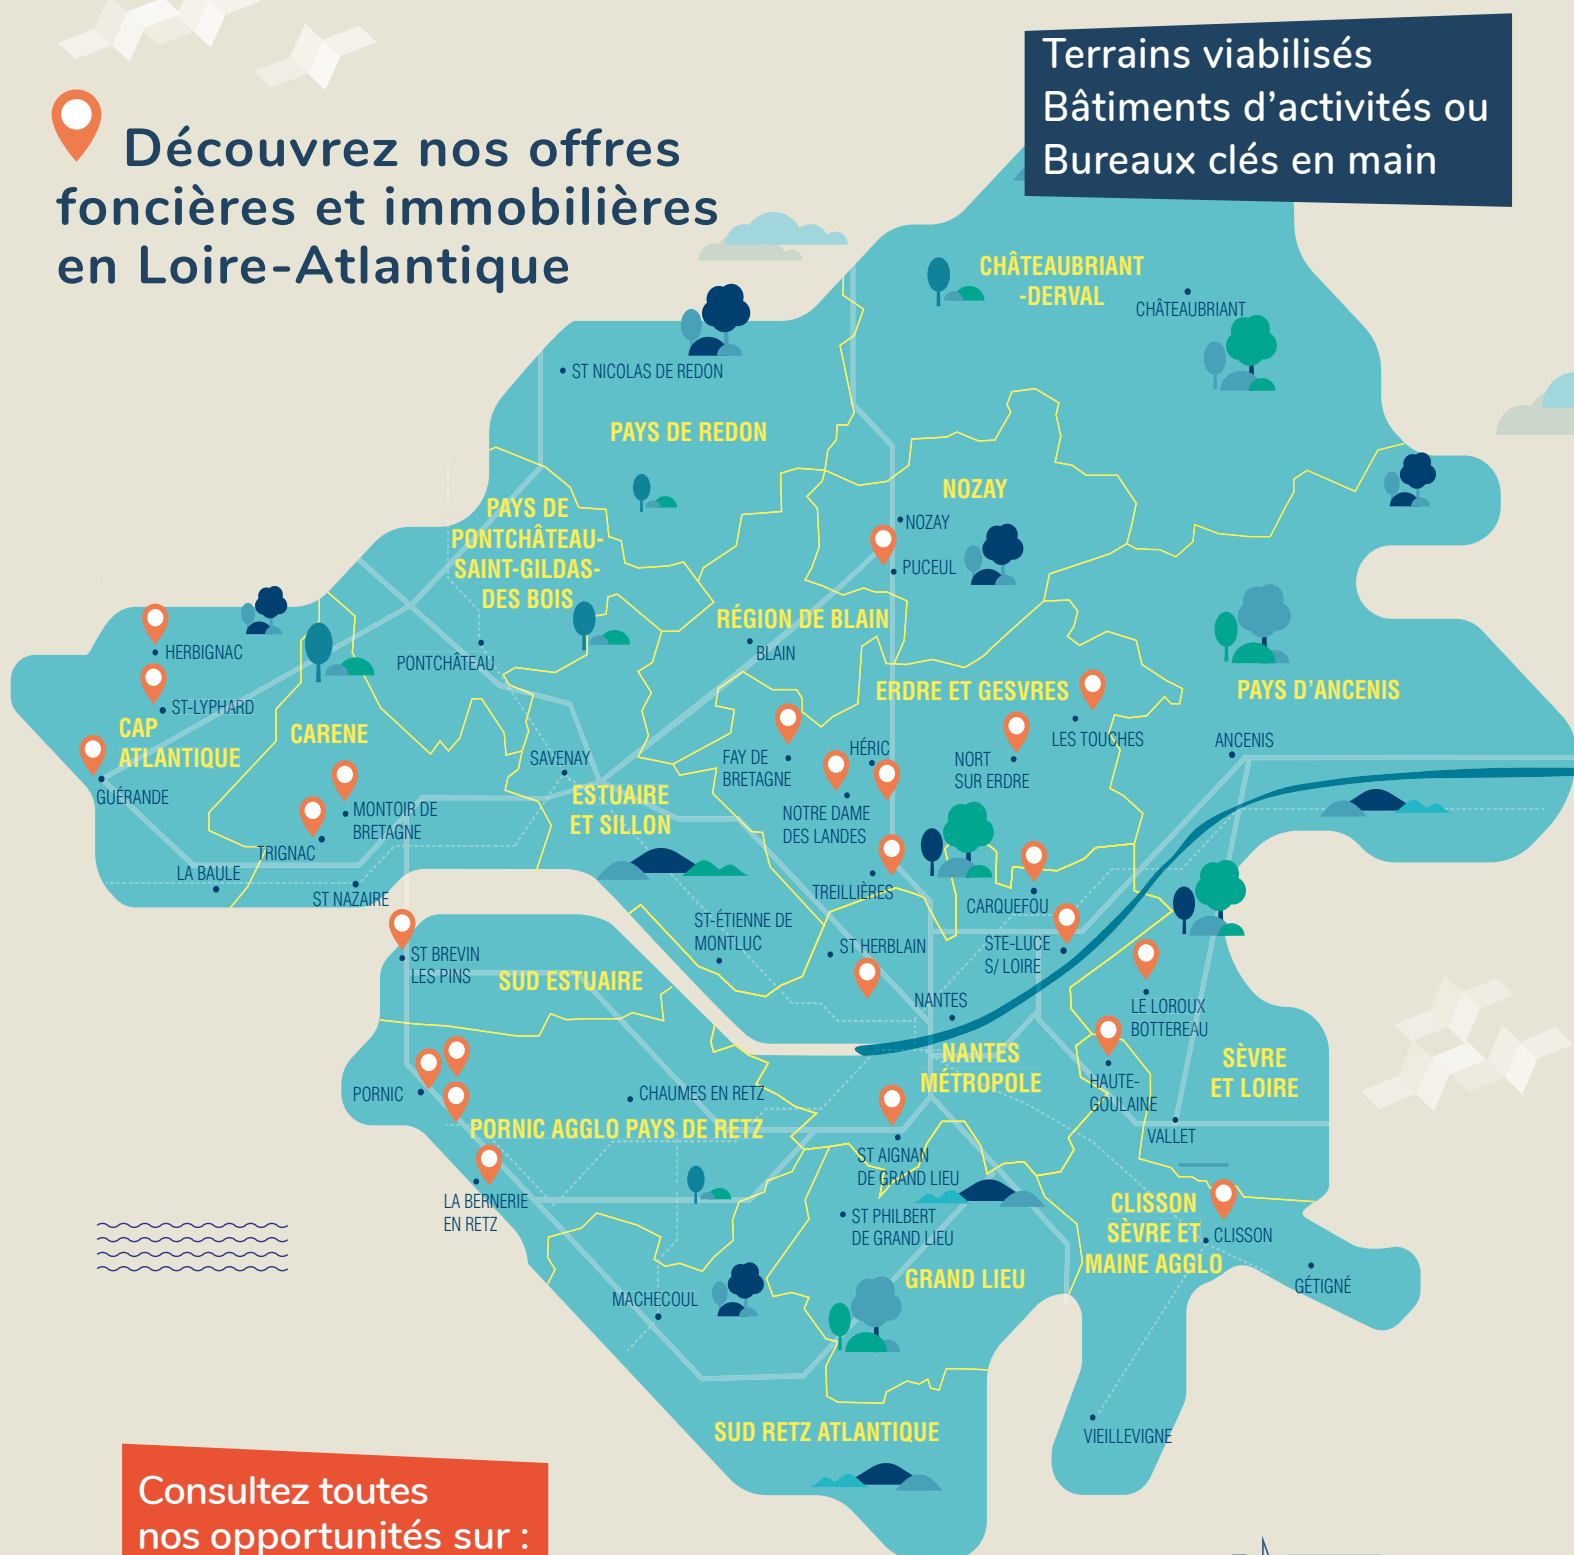 Terrains viabilisés
Bâtiments d’activités ou
Bureaux clés en main
Découvrez nos offres
foncières et immobilières
en Loire-Atlantique
CHÂTEAUBRIANT
-DERVAL
CHÂTEAUBRIANT
ST NICOLAS DE REDON
PAYS DE REDON
NOZAY
NOZAY
PUCEUL
PAYS DE
PONTCHÂTEAU-
SAINT-GILDAS-
DES BOIS
RÉGION DE BLAIN
BLAIN
HERBIGNAC
PONTCHÂTEAU
ST-LYPHARD
CAP
ATLANTIQUE
CARENE
GUÉRANDE
MONTOIR DE
BRETAGNE
TRIGNAC
LA BAULE
ST NAZAIRE
SAVENAY
ESTUAIRE
ET SILLON
ERDRE ET GESVRES
LES TOUCHES
PAYS D’ANCENIS
ANCENIS
FAY DE
BRETAGNE
HÉRIC
NORT
SUR ERDRE
NOTRE DAME
DES LANDES
TREILLIÈRES
CARQUEFOU
ST-ÉTIENNE DE
MONTLUC
ST HERBLAIN
STE-LUCE
S/ LOIRE
NANTES
ST BREVIN
LES PINS
SUD ESTUAIRE
LE LOROUX
BOTTEREAU
NANTES
MÉTROPOLE
SÈVRE
ET LOIRE
HAUTE-
GOULAINE
VALLET
PORNIC
CHAUMES EN RETZ
PORNIC AGGLO PAYS DE RETZ
ST AIGNAN
DE GRAND LIEU
LA BERNERIE
EN RETZ
ST PHILBERT
DE GRAND LIEU
CLISSON
SÈVRE ET
MAINE AGGLO
CLISSON
GÉTIGNÉ
GRAND LIEU
MACHECOUL
SUD RETZ ATLANTIQUE
VIEILLEVIGNE
Consultez toutes
nos opportunités sur :